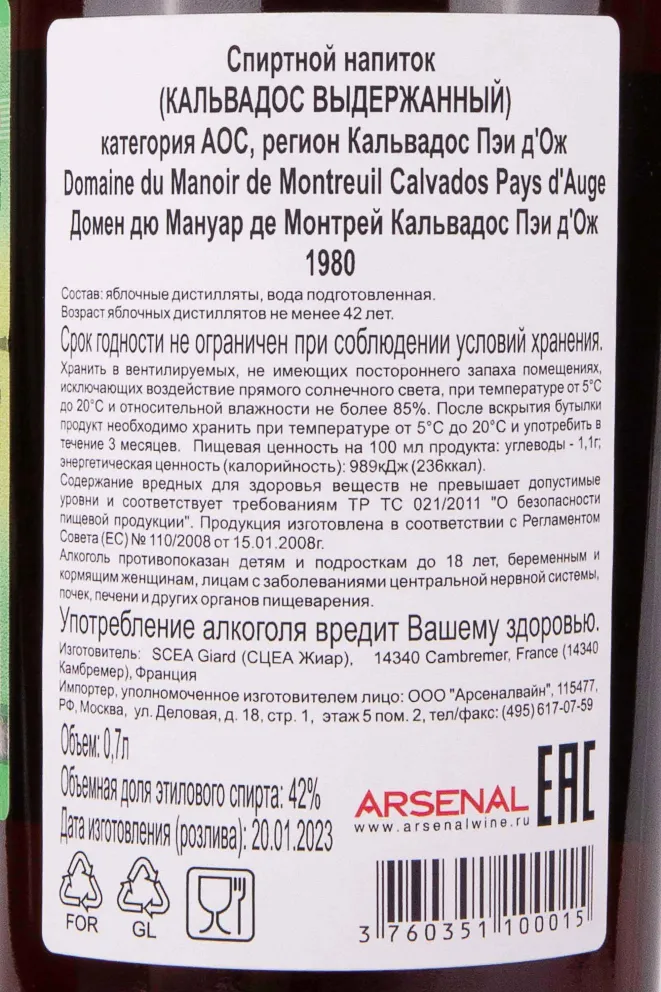 Спиртной напиток
(КАЛЬВАДОС ВЫДЕРЖАННЫЙ)
категория АОС, регион Кальвадос Пэи д'Ож
Domaine du Manoir de Montreuil Calvados Pays d'Auge
Домен дю Мануар де Монтрей Кальвадос Пэи д'Ож
1980
Состав: яблочные дистилляты, вода подготовленная.
Возраст яблочных дистиллятов не менее 42 лет.
Срок годности не ограничен при соблюдении условий хранения.
Хранить в вентилируемых, не имеющих постороннего запаха помещениях,
исключающих воздействие прямого солнечного света, при температуре от 5°C
до 20°C и относительной влажности не более 85%. После вскрытия бутылки
продукт необходимо хранить при температуре от 5°C до 20°C и употребить в
течение 3 месяцев. Пищевая ценность на 100 мл продукта: углеводы - 1,1г;
энергетическая ценность (калорийность): 989кДж (236ккал).
Содержание вредных для здоровья веществ не превышает допустимые
уровни и соответствует требованиям ТР ТС 021/2011 "О безопасности
пищевой продукции". Продукция изготовлена в соответствии с Регламентом
Совета (ЕС) № 110/2008 от 15.01.2008г.
Алкоголь противопоказан детям и подросткам до 18 лет, беременным и
кормящим женщинам, лицам с заболеваниями центральной нервной системы,
почек, печени и других органов пищеварения.
Употребление алкоголя вредит Вашему здоровью.
Изготовитель: SCEA Giard (СЦЕА Жиар), 14340 Cambremer, France (14340
Камбремер), Франция
Импортер, уполномоченное изготовителем лицо: ООО "Арсеналвайн", 115477,
РФ, Москва, ул. Деловая, д. 18, стр. 1, этаж 5 пом. 2, тел/факс: (495) 617-07-59
Объем: 0,7л
Объемная доля этилового спирта: 42%
Дата изготовления (розлива): 20.01.2023
ARSENAL
www.arsenalwine.ru
EAC
FOR
GL
3 760351 100015